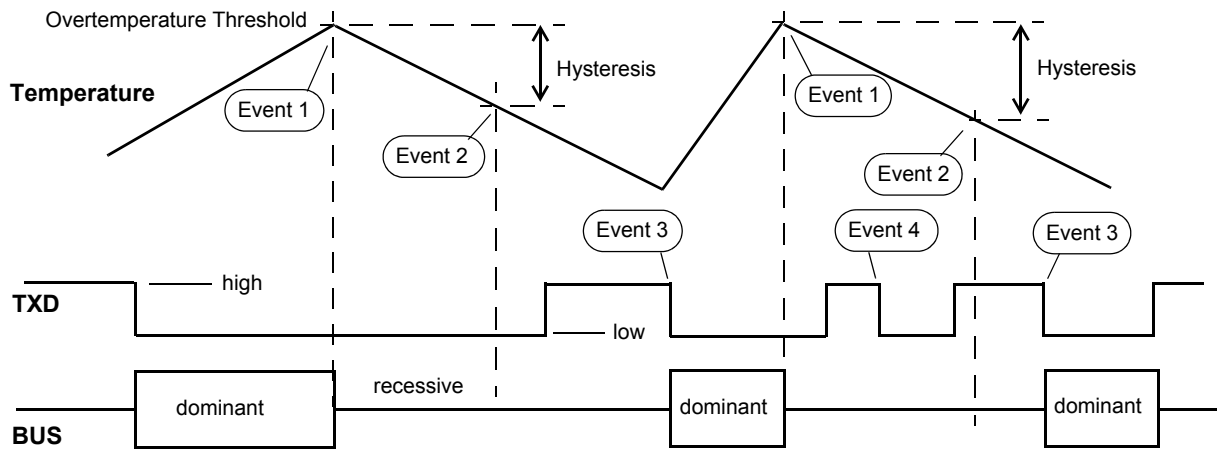 Overtemperature Threshold
Hysteresis
Hysteresis
Temperature
Event 1
Event 1
Event 2
Event 2
Event 3
Event 4
Event 3
high
TXD
low
recessive
dominant
dominant
dominant
BUS